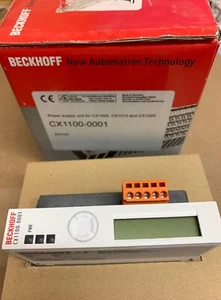 BECKHOFF New Automation Technology
Power supply unit for CX1000, CX1010 and CX1020
CX1100-0001
BECKHOFF
CX1100-0001
PWR